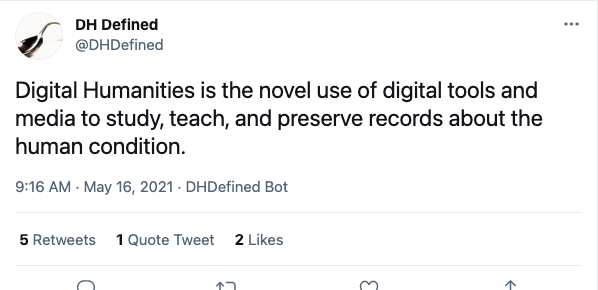 DH Defined
@DHDefined
Digital Humanities is the novel use of digital tools and
media to study, teach, and preserve records about the
human condition.
9:16 AM · May 16, 2021 · DHDefined Bot
5 Retweets 1 Quote Tweet 2 Likes